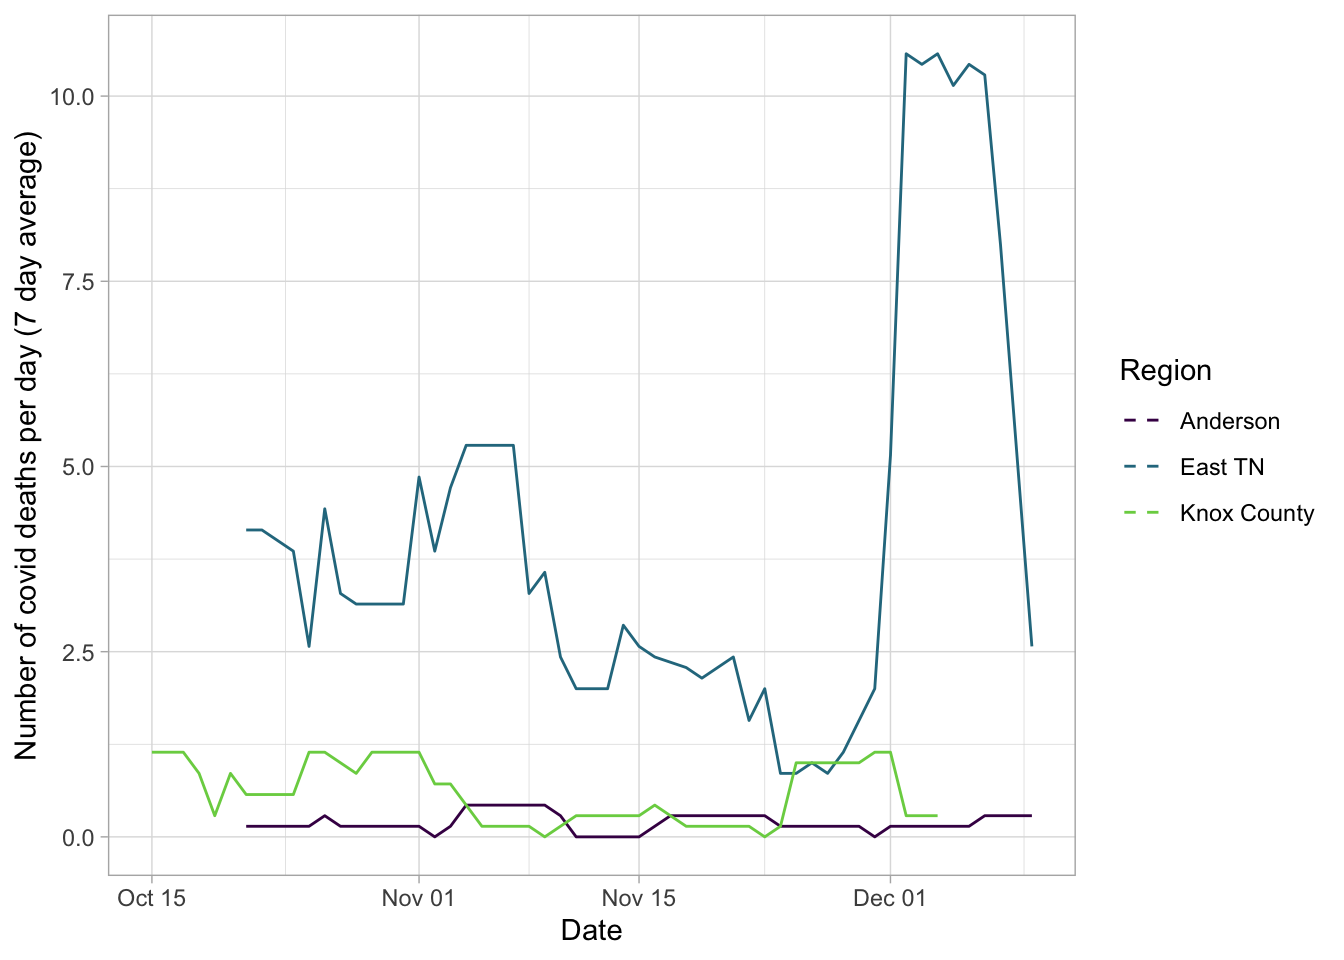 Number of covid deaths per day (7 day average)
10.0
7.5
5.0
2.5
0.0
Oct 15
Nov 01
Nov 15
Dec 01
Date
Region
Anderson
East TN
Knox County